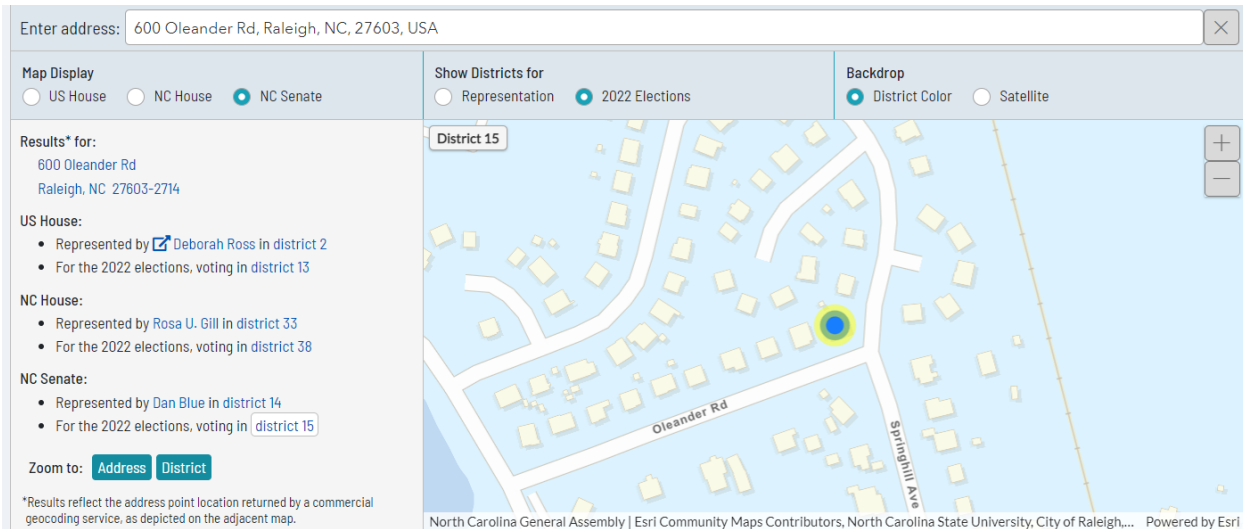 Enter address: 600 Oleander Rd, Raleigh, NC, 27603, USA
Map Display
US House NC House NC Senate
Show Districts for
Representation 2022 Elections
Backdrop
District Color Satellite
Results* for:
600 Oleander Rd
Raleigh, NC 27603-2714
US House:
• Represented by Deborah Ross in district 2
• For the 2022 elections, voting in district 13
NC House:
• Represented by Rosa U. Gill in district 33
• For the 2022 elections, voting in district 38
NC Senate:
• Represented by Dan Blue in district 14
• For the 2022 elections, voting in district 15
Zoom to: Address District
*Results reflect the address point location returned by a commercial
geocoding service, as depicted on the adjacent map.
District 15
Oleander Rd
Springhill Ave
North Carolina General Assembly | Esri Community Maps Contributors, North Carolina State University, City of Raleigh,... Powered by Esri